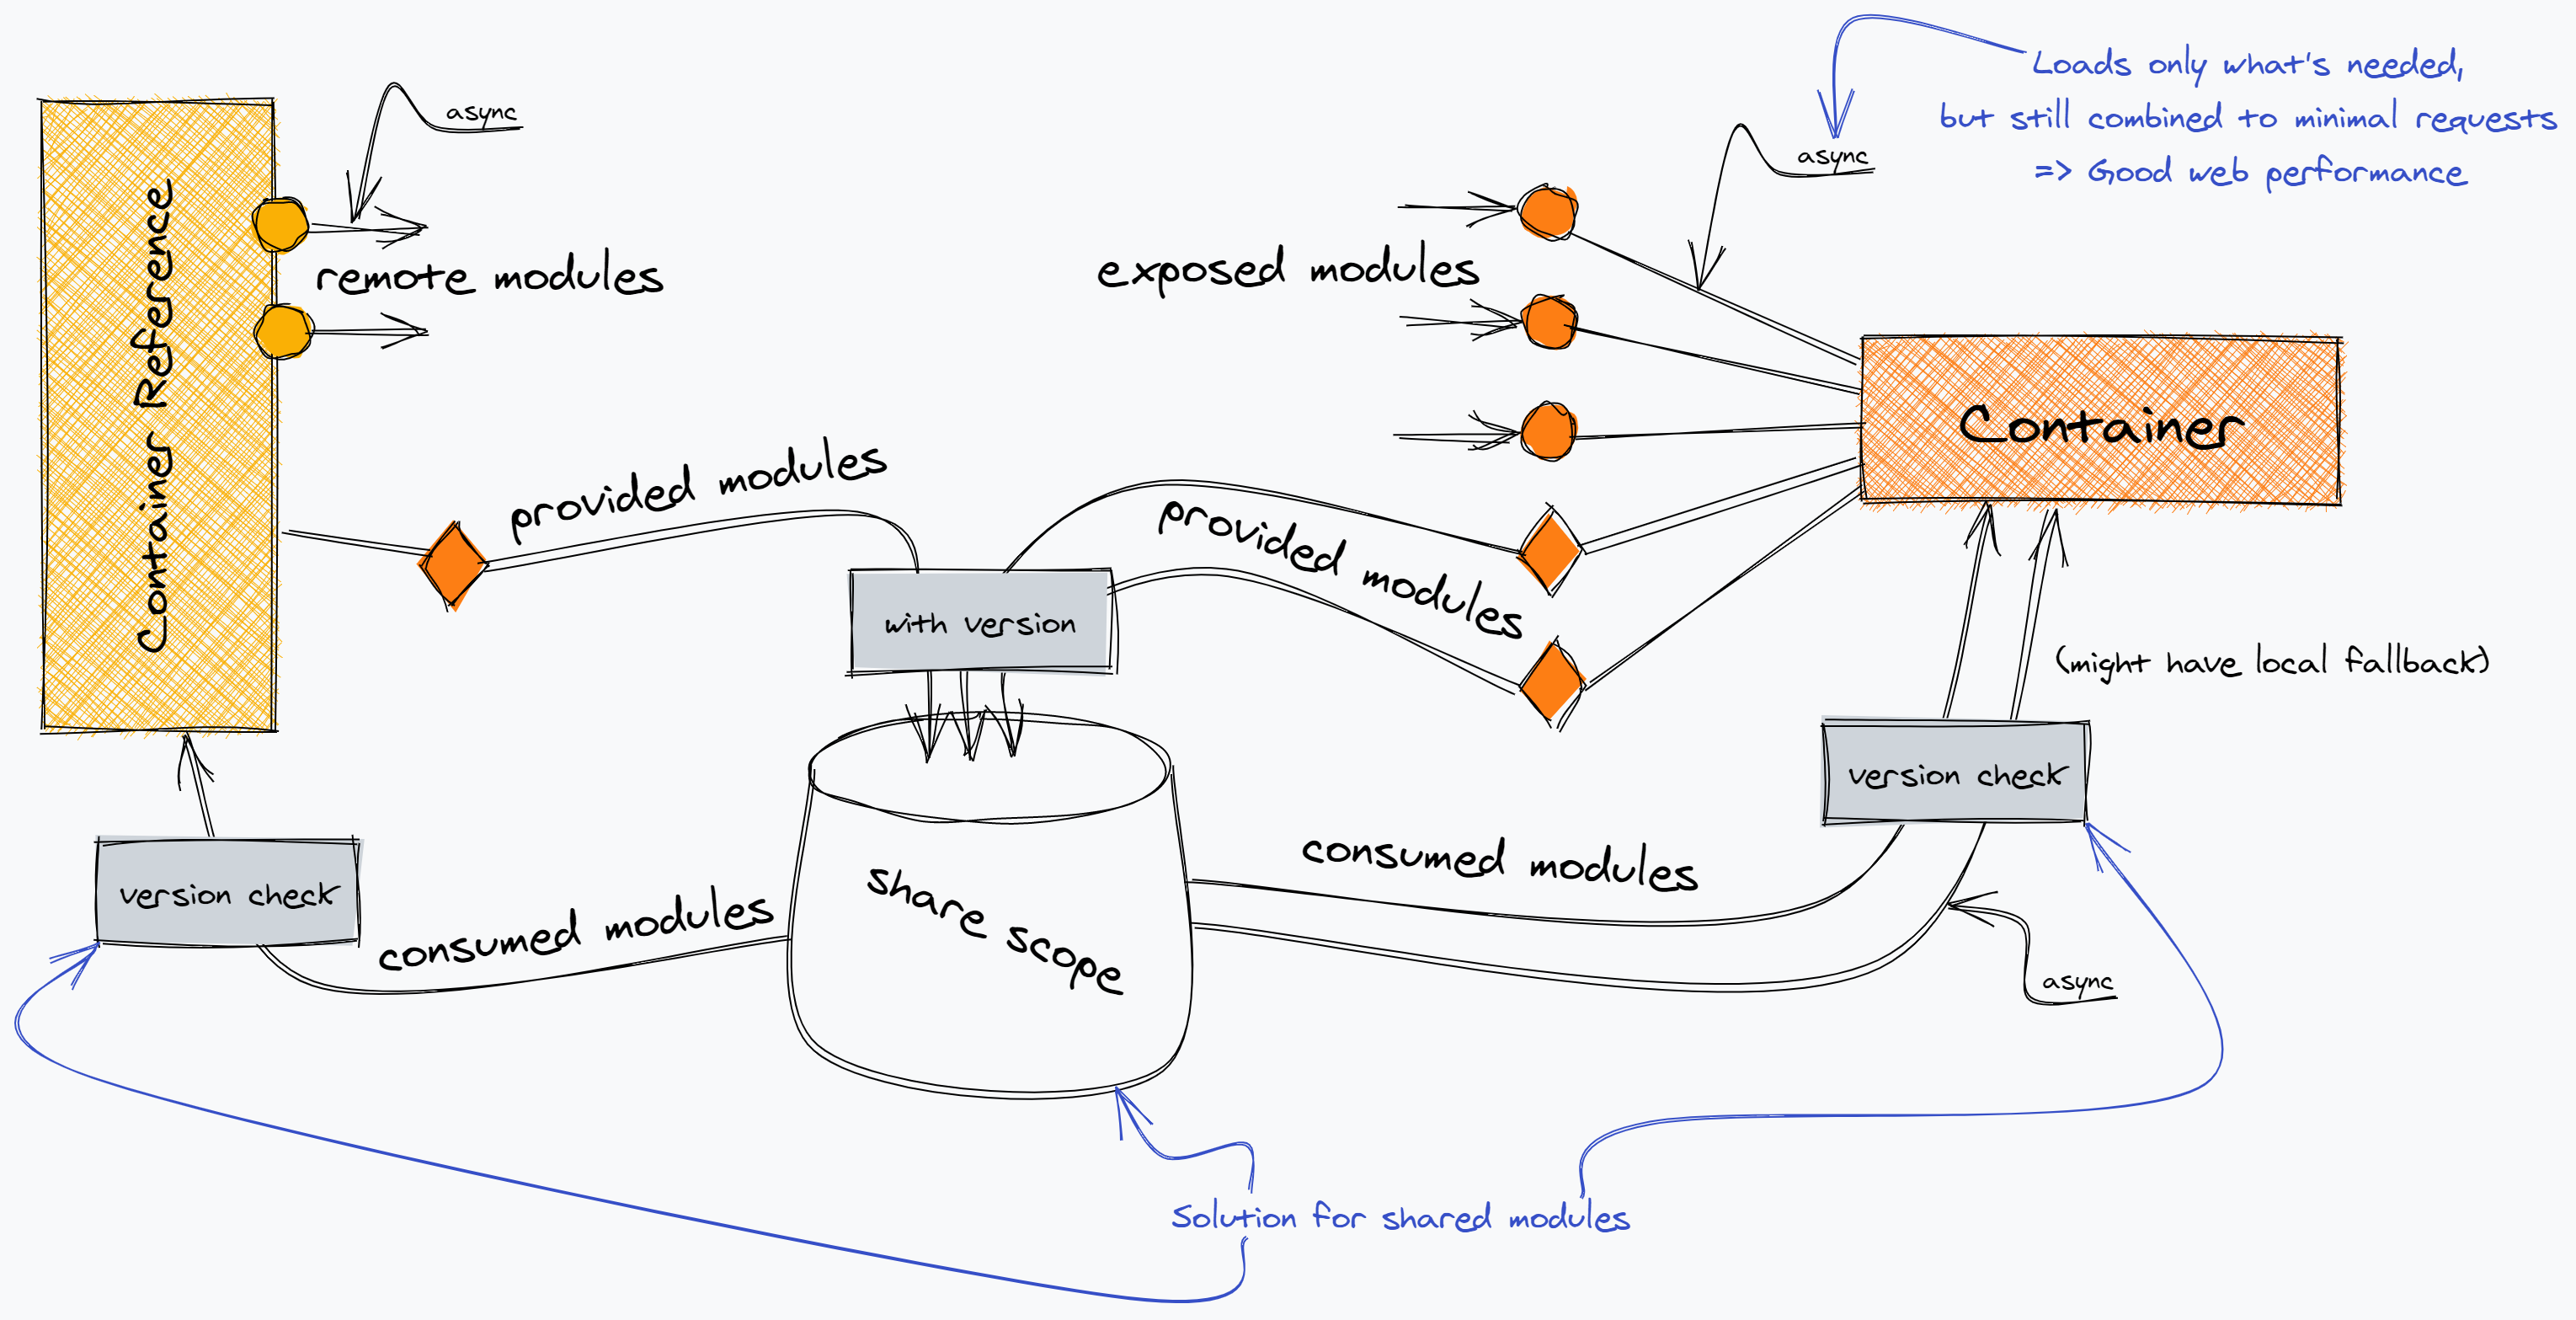 Loads only what's needed,
but still combined to minimal requests
=> Good web performance
async
async
Container Reference
remote modules
exposed modules
Container
provided modules
provided modules
with version
(might have local fallback)
version check
version check
consumed modules
consumed modules
share scope
async
Solution for shared modules